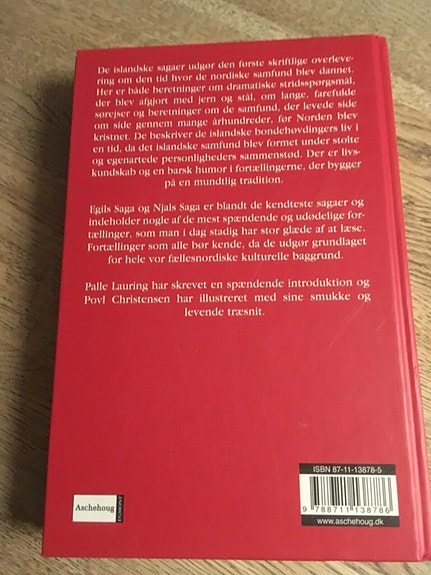 De islandske sagaer udgør den første skriftlige overleve-
ring om den tid hvor de nordiske samfund blev dannet.
Her er både beretninger om dramatiske stridsspørgsmål,
der blev afgjort med jern og stål, om lange, farefulde
sørejser og beretninger om de samfund, der levede side
om side gennem mange århundreder, før Norden blev
kristnet. De beskriver de islandske bondehøvdingers liv i
en tid, da det islandske samfund blev formet under stolte
og egenartede personligheders sammenstød. Der er livs-
kundskab og en barsk humor i fortællingerne, der bygger
på en mundtlig tradition.
Egils Saga og Njals Saga er blandt de kendteste sagaer og
indeholder nogle af de mest spændende og udødelige for-
tællinger, som man i dag stadig har stor glæde af at læse.
Fortællinger som alle bør kende, da de udgør grundlaget
for hele vor fællesnordiske kulturelle baggrund.
Palle Lauring har skrevet en spændende introduktion og
Povl Christensen har illustreret med sine smukke og
levende træsnit.
Aschehoug
ISBN 87-11-13878-5
9 788711 138786
www.aschehoug.dk